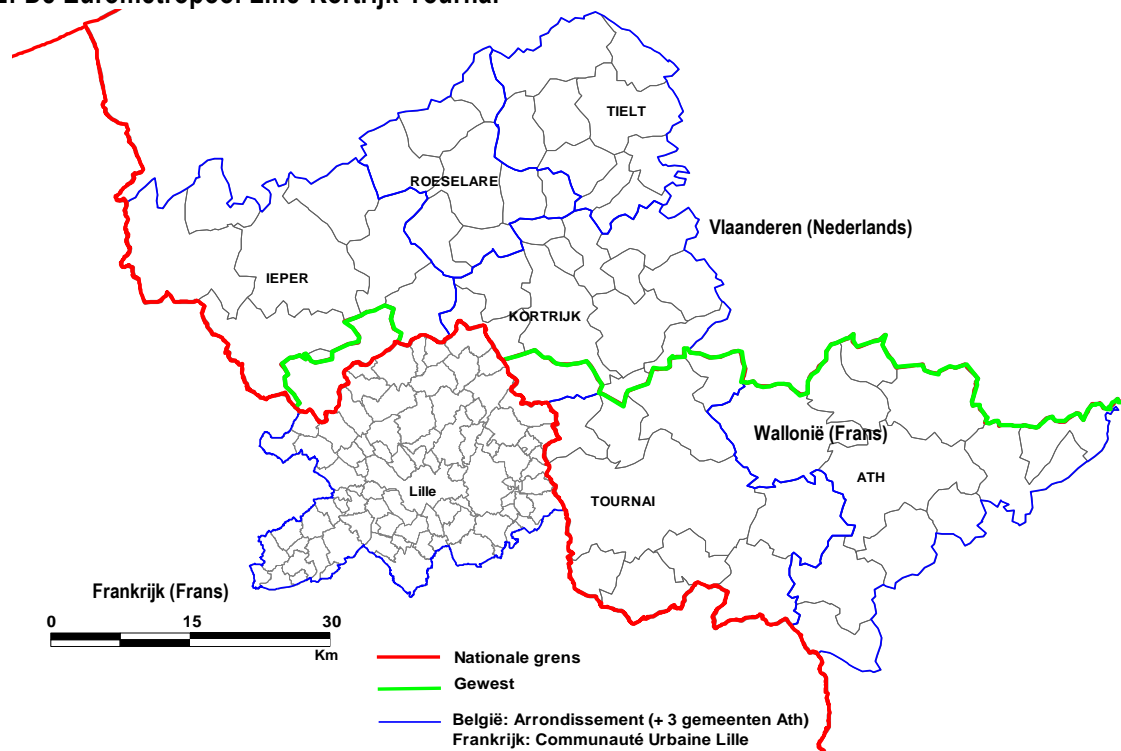 De Eurometropool Lille-Kortrijk-Tournai
TIELT
ROESELARE
Vlaanderen (Nederlands)
IEPER
KORTRIJK
Wallonië (Frans)
ATH
Lille
TOURNAI
Frankrijk (Frans)
0 15 30
Km
Nationale grens
Gewest
België: Arrondissement (+ 3 gemeenten Ath)
Frankrijk: Communauté Urbaine Lille